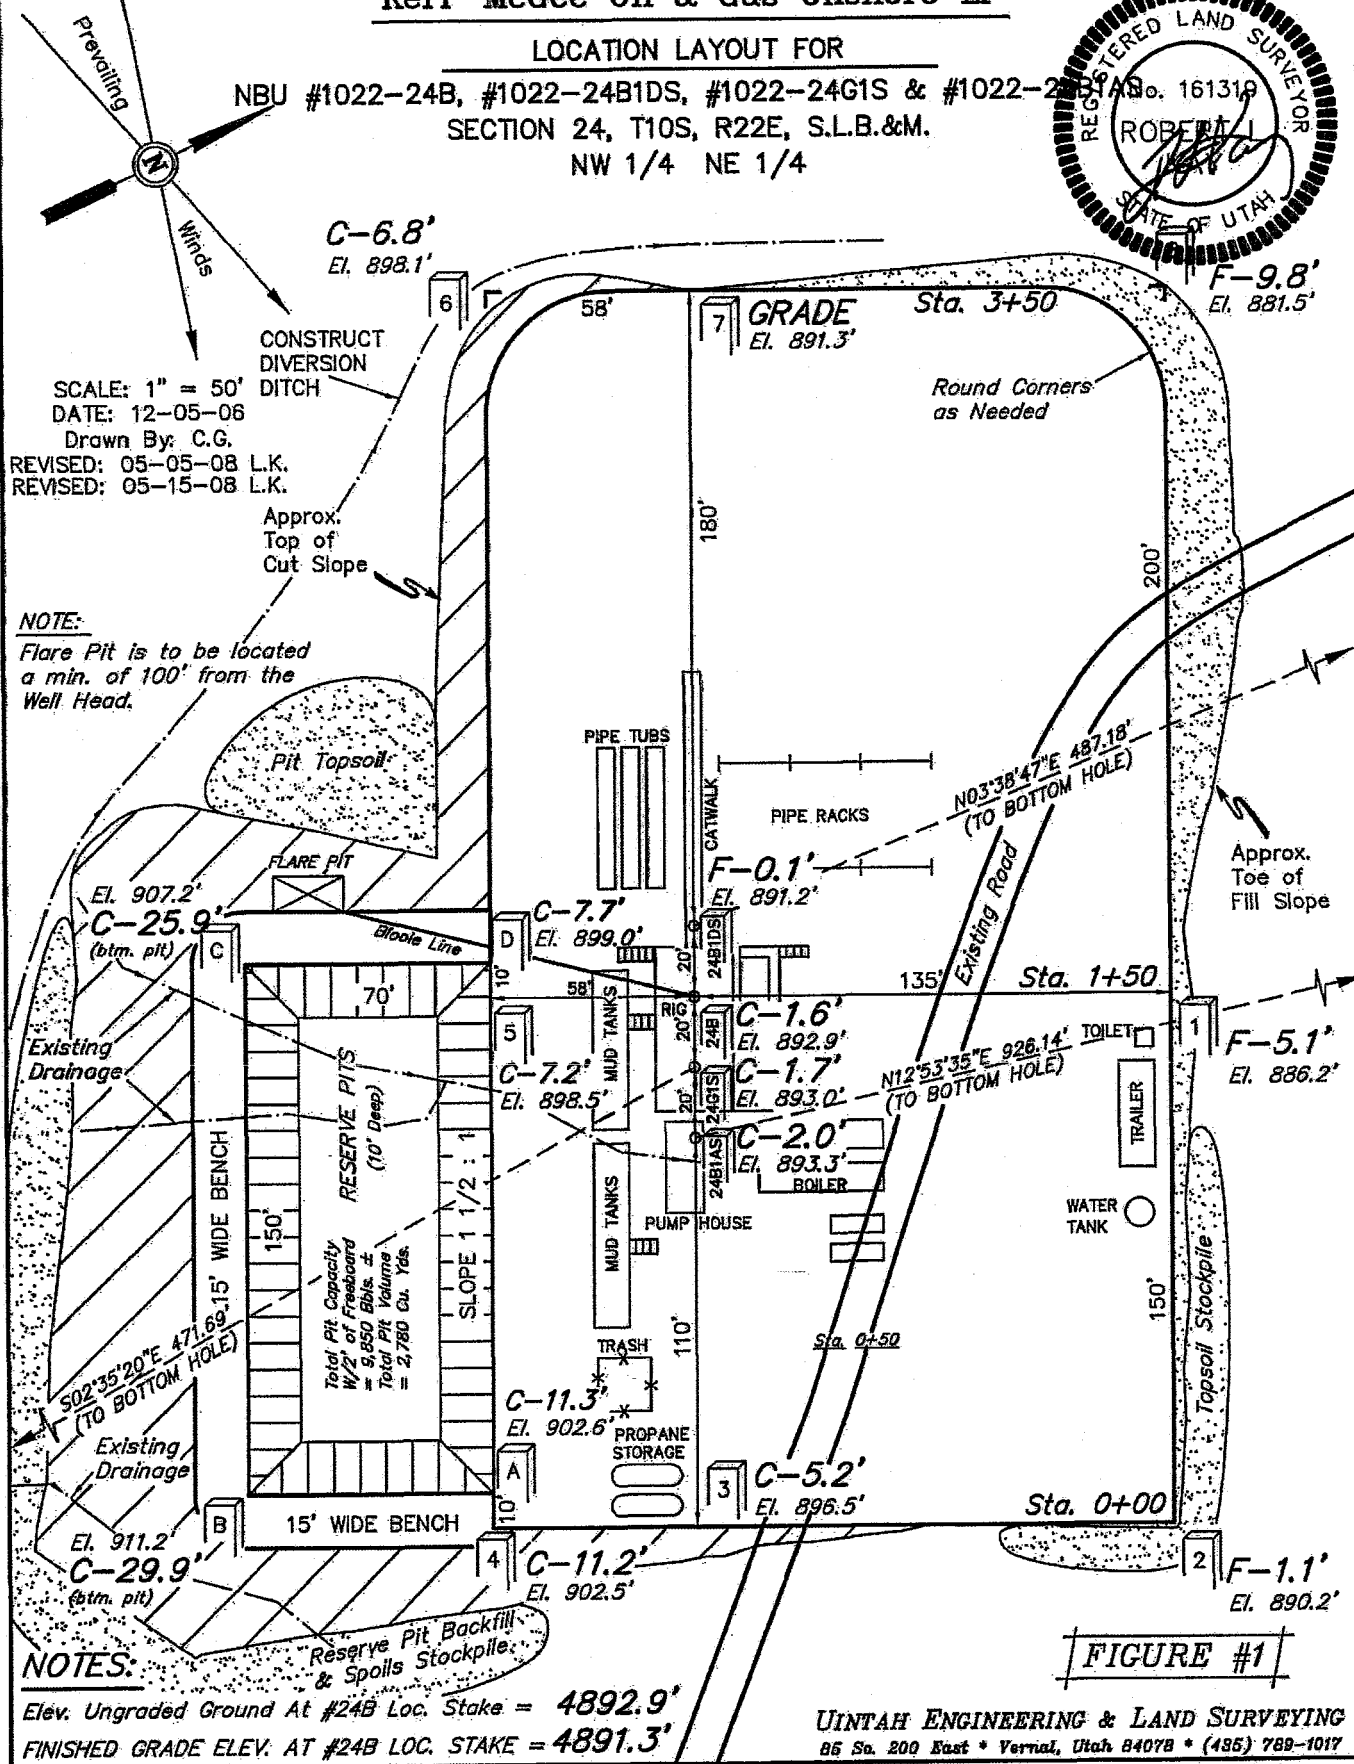 Kerr McGee Oil & Gas Onshore LP
LOCATION LAYOUT FOR
NBU #1022-24B, #1022-24B1DS, #1022-24G1S & #1022-24B1AS
SECTION 24, T10S, R22E, S.L.B.&M.
NW 1/4 NE 1/4
REGISTERED LAND SURVEYOR
No. 161319
ROBERT L.
STATE OF UTAH
Prevailing
N
Winds
C-6.8'
El. 898.1'
6
58'
7
GRADE
El. 891.3'
Sta. 3+50
F-9.8'
El. 881.5'
CONSTRUCT
DIVERSION
DITCH
SCALE: 1" = 50'
DATE: 12-05-06
Drawn By: C.G.
REVISED: 05-05-08 L.K.
REVISED: 05-15-08 L.K.
Round Corners
as Needed
Approx.
Top of
Cut Slope
180'
200'
NOTE:
Flare Pit is to be located
a min. of 100' from the
Well Head.
Pit Topsoil
PIPE TUBS
CATWALK
PIPE RACKS
N03°38'47"E 487.18'
(TO BOTTOM HOLE)
Existing Road
Approx.
Toe of
Fill Slope
FLARE PIT
F-0.1'
El. 891.2'
El. 907.2'
C-25.9'
(btm. pit)
C
Blooie Line
D
C-7.7'
El. 899.0'
10'
20'
24B1DS
70'
58'
135'
Sta. 1+50
RIG
5
MUD TANKS
20'
24B
C-1.6'
El. 892.9'
TOILET
1
F-5.1'
El. 886.2'
Existing
Drainage
C-7.2'
El. 898.5'
20'
24G1S
C-1.7'
El. 893.0'
N12°53'35"E 926.14'
(TO BOTTOM HOLE)
TRAILER
RESERVE PITS
(10' Deep)
24B1AS
C-2.0'
El. 893.3'
BOILER
15' WIDE BENCH
150'
SLOPE 1 1/2 : 1
MUD TANKS
PUMP HOUSE
WATER
TANK
Total Pit Capacity
W/2' of Freeboard
= 9,850 Bbls. ±
Total Pit Volume
= 2,780 Cu. Yds.
150'
Topsoil Stockpile
S02°35'20"E 471.69'
(TO BOTTOM HOLE)
TRASH
110'
Sta. 0+50
C-11.3'
El. 902.6'
PROPANE
STORAGE
Existing
Drainage
A
10'
3
C-5.2'
El. 896.5'
Sta. 0+00
B
15' WIDE BENCH
El. 911.2'
C-29.9'
(btm. pit)
4
C-11.2'
El. 902.5'
2
F-1.1'
El. 890.2'
Reserve Pit Backfill
& Spoils Stockpile
FIGURE #1
NOTES:
Elev. Ungraded Ground At #24B Loc. Stake = 4892.9'
FINISHED GRADE ELEV. AT #24B LOC. STAKE = 4891.3'
UINTAH ENGINEERING & LAND SURVEYING
85 So. 200 East * Vernal, Utah 84078 * (435) 789-1017